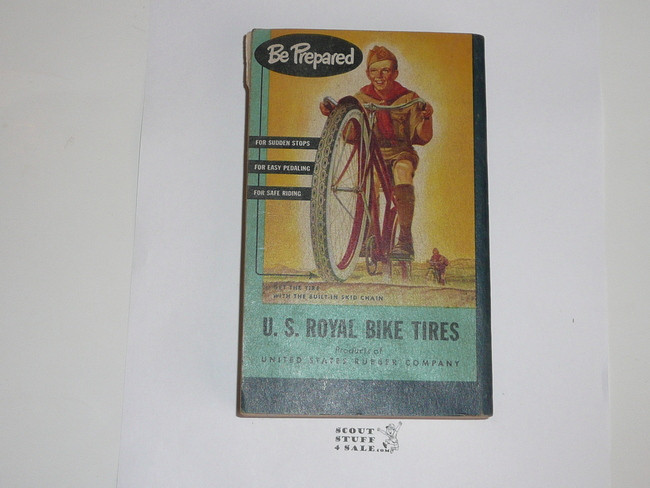 Be Prepared
FOR SUDDEN STOPS
FOR EASY PEDALING
FOR SAFE RIDING
GET THE TIRE
WITH THE BUILT-IN SKID CHAIN
U. S. ROYAL BIKE TIRES
Products of
UNITED STATES RUBBER COMPANY
SCOUT
STUFF
4 SALE.com